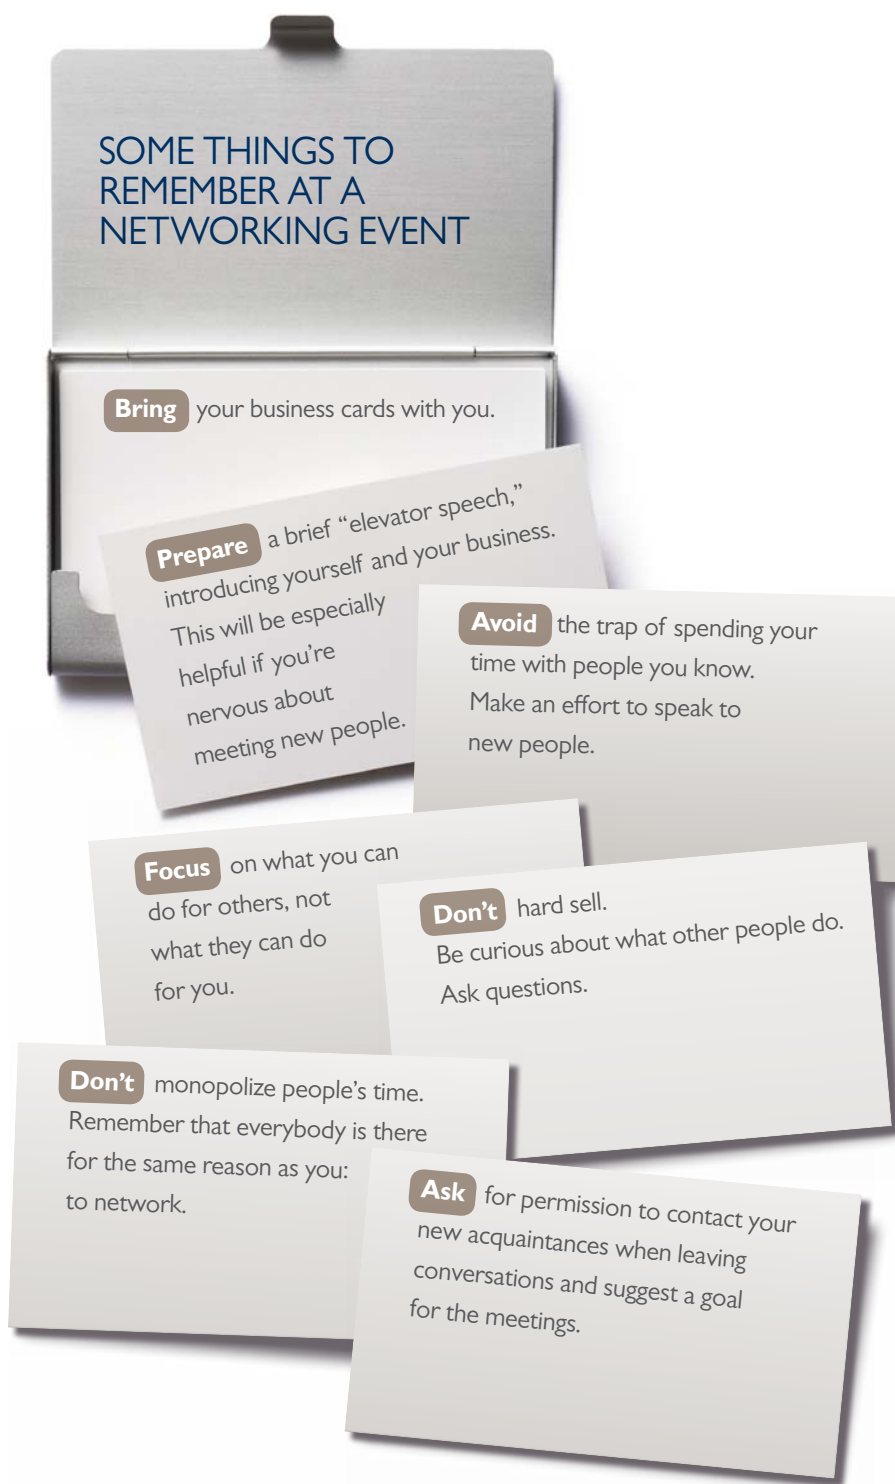 SOME THINGS TO
REMEMBER AT A
NETWORKING EVENT
Bring your business cards with you.
Prepare a brief “elevator speech,”
introducing yourself and your business.
This will be especially
helpful if you’re
nervous about
meeting new people.
Avoid the trap of spending your
time with people you know.
Make an effort to speak to
new people.
Focus on what you can
do for others, not
what they can do
for you.
Don’t hard sell.
Be curious about what other people do.
Ask questions.
Don’t monopolize people’s time.
Remember that everybody is there
for the same reason as you:
to network.
Ask for permission to contact your
new acquaintances when leaving
conversations and suggest a goal
for the meetings.